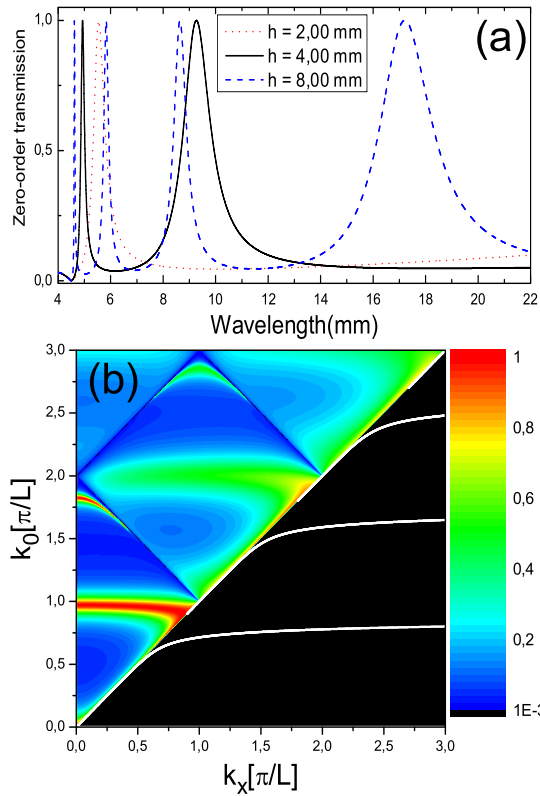 (a)
h = 2,00 mm
h = 4,00 mm
h = 8,00 mm
Zero-order transmission
1,0
0,5
0,0
4 6 8 10 12 14 16 18 20 22
Wavelength(mm)
(b)
k0[π/L]
3,0
2,5
2,0
1,5
1,0
0,5
0,0
0,0 0,5 1,0 1,5 2,0 2,5 3,0
kx[π/L]
1
0,8
0,6
0,4
0,2
1E-3